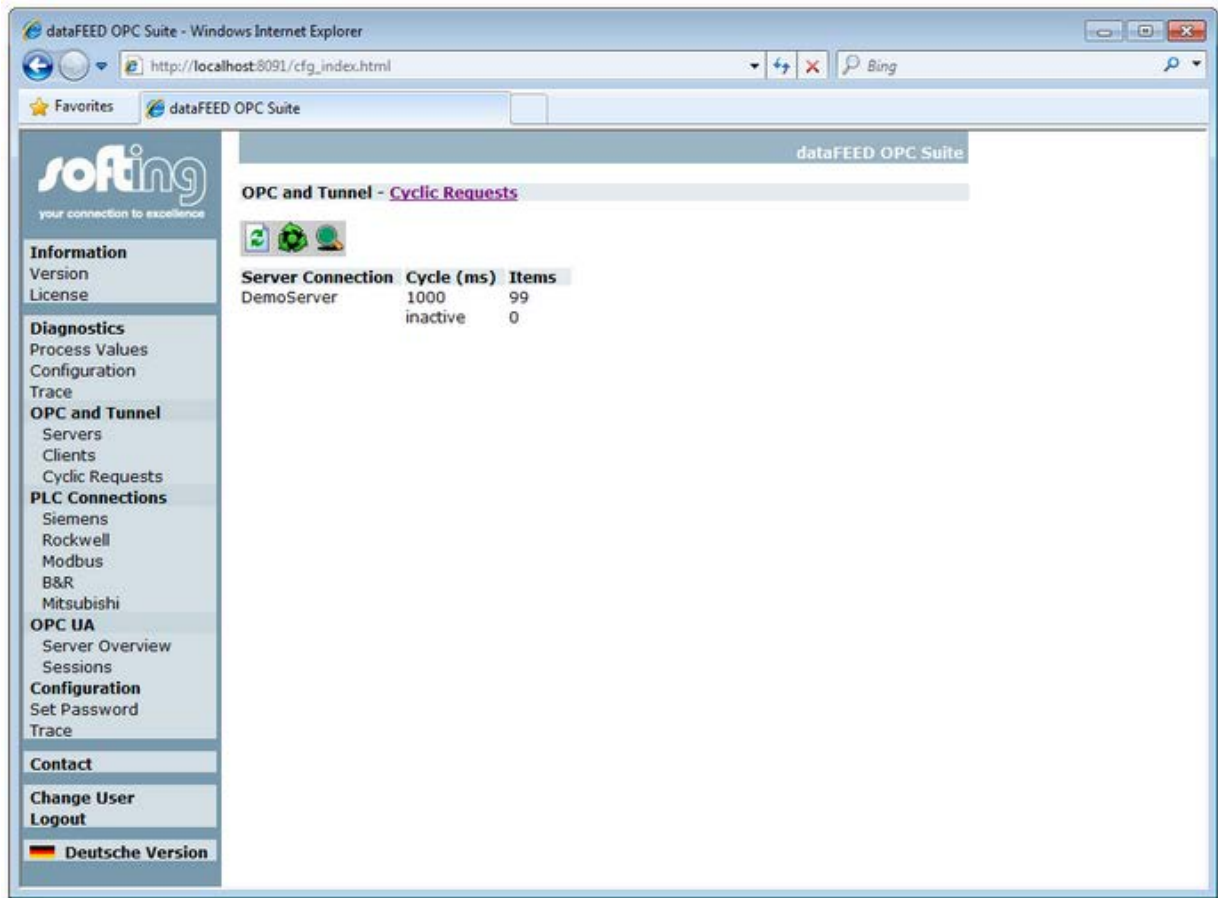 dataFEED OPC Suite - Windows Internet Explorer
http://localhost:8091/cfg_index.html
Bing
Favorites
dataFEED OPC Suite
softing
your connection to excellence
Information
Version
License
Diagnostics
Process Values
Configuration
Trace
OPC and Tunnel
Servers
Clients
Cyclic Requests
PLC Connections
Siemens
Rockwell
Modbus
B&R
Mitsubishi
OPC UA
Server Overview
Sessions
Configuration
Set Password
Trace
Contact
Change User
Logout
Deutsche Version
dataFEED OPC Suite
OPC and Tunnel - Cyclic Requests
Server Connection Cycle (ms) Items
DemoServer 1000 99
inactive 0